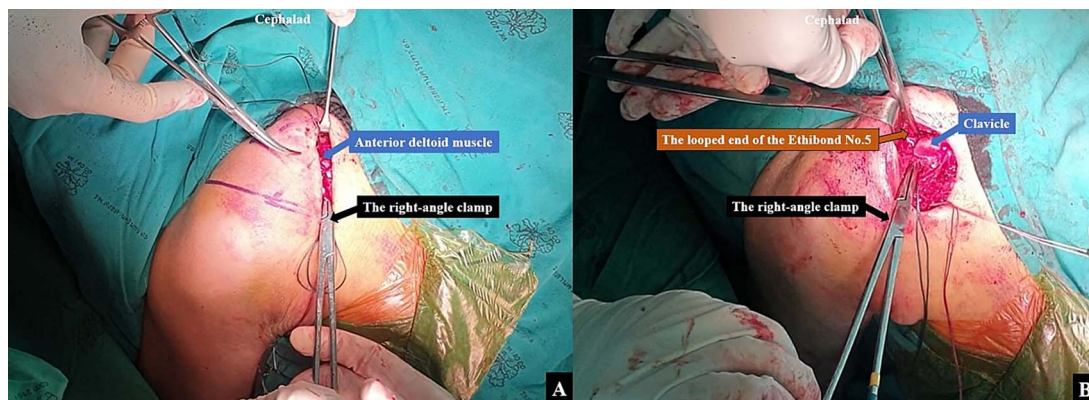 Cephalad
Anterior deltoid muscle
The right-angle clamp
A
Cephalad
The looped end of the Ethibond No.5
Clavicle
The right-angle clamp
B